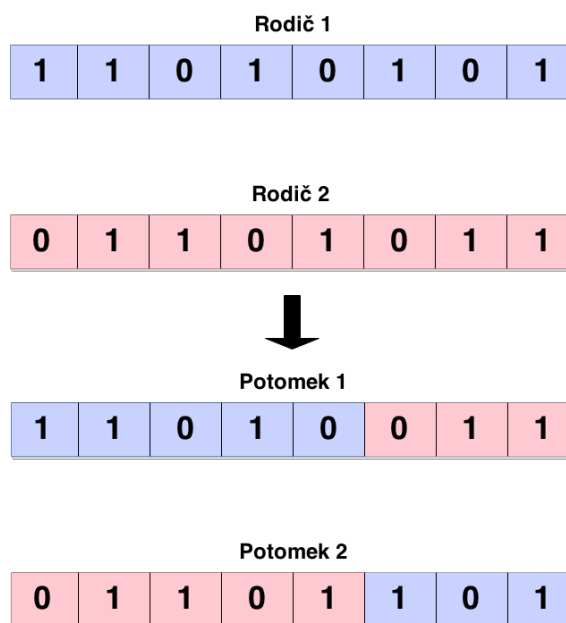 Rodič 1
1 1 0 1 0 1 0 1
Rodič 2
0 1 1 0 1 0 1 1
Potomek 1
1 1 0 1 0 0 1 1
Potomek 2
0 1 1 0 1 1 0 1